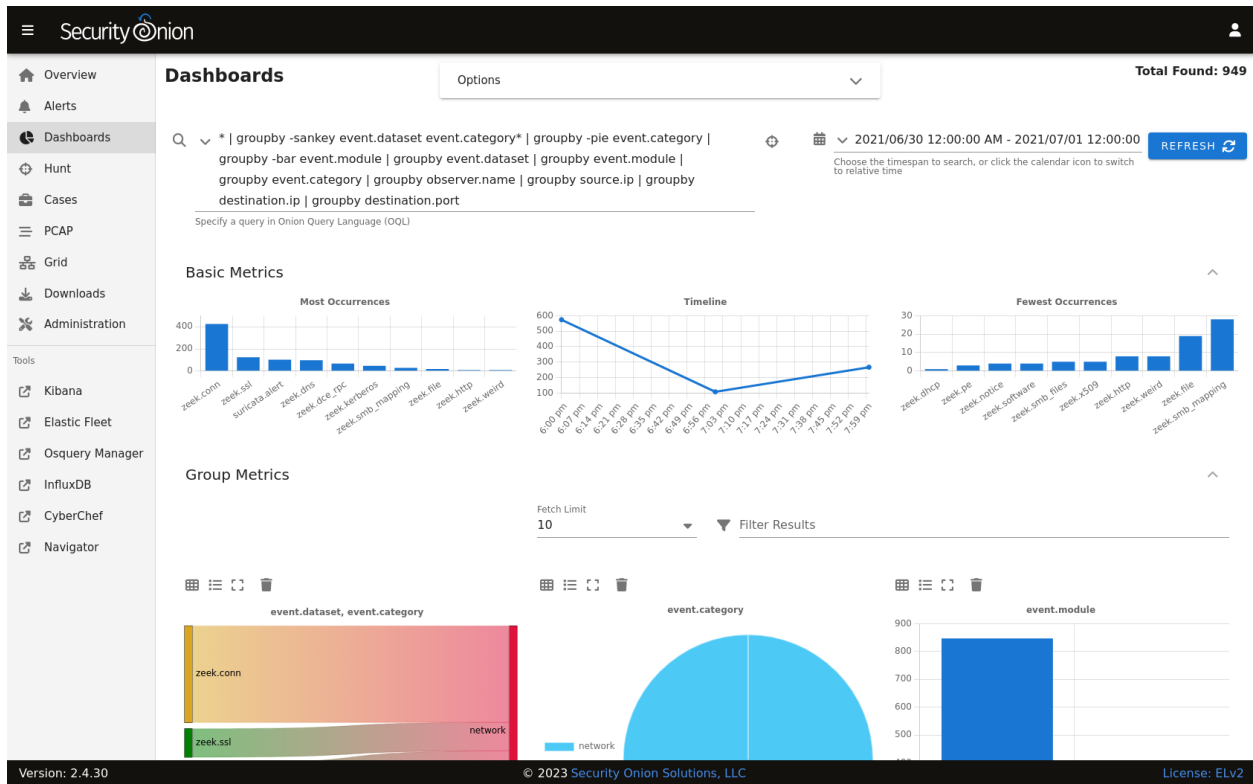 Security Onion
Overview
Alerts
Dashboards
Hunt
Cases
PCAP
Grid
Downloads
Administration
Tools
Kibana
Elastic Fleet
Osquery Manager
InfluxDB
CyberChef
Navigator
Dashboards
Options
Total Found: 949
* | groupby -sankey event.dataset event.category* | groupby -pie event.category |
groupby -bar event.module | groupby event.dataset | groupby event.module |
groupby event.category | groupby observer.name | groupby source.ip | groupby
destination.ip | groupby destination.port
Specify a query in Onion Query Language (OQL)
2021/06/30 12:00:00 AM - 2021/07/01 12:00:00
Choose the timespan to search, or click the calendar icon to switch
to relative time
REFRESH
Basic Metrics
Most Occurrences
400
200
0
zeek.conn
zeek.ssl
suricata.alert
zeek.dns
zeek.dce_rpc
zeek.kerberos
zeek.smb_mapping
zeek.file
zeek.http
zeek.weird
Timeline
600
500
400
300
200
100
6:00 pm
6:07 pm
6:14 pm
6:21 pm
6:28 pm
6:35 pm
6:42 pm
6:49 pm
6:56 pm
7:03 pm
7:10 pm
7:17 pm
7:24 pm
7:31 pm
7:38 pm
7:45 pm
7:52 pm
7:59 pm
Fewest Occurrences
30
20
10
0
zeek.dhcp
zeek.pe
zeek.notice
zeek.software
zeek.smb_files
zeek.x509
zeek.http
zeek.weird
zeek.file
zeek.smb_mapping
Group Metrics
Fetch Limit
10
Filter Results
event.dataset, event.category
zeek.conn
network
zeek.ssl
event.category
network
event.module
900
800
700
600
500
Version: 2.4.30
© 2023 Security Onion Solutions, LLC
License: ELv2